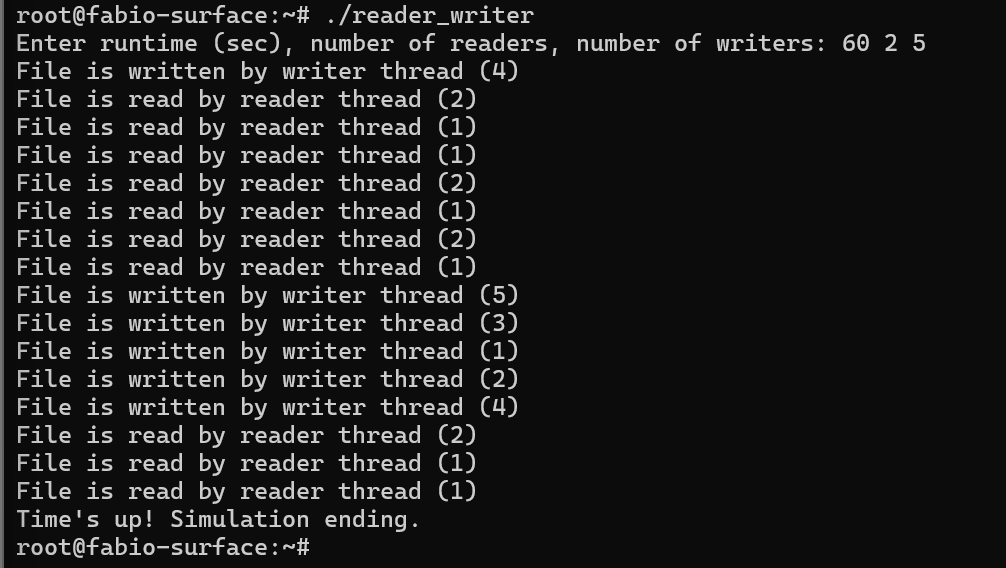 root@fabio-surface:~# ./reader_writer
Enter runtime (sec), number of readers, number of writers: 60 2 5
File is written by writer thread (4)
File is read by reader thread (2)
File is read by reader thread (1)
File is read by reader thread (1)
File is read by reader thread (2)
File is read by reader thread (1)
File is read by reader thread (2)
File is read by reader thread (1)
File is written by writer thread (5)
File is written by writer thread (3)
File is written by writer thread (1)
File is written by writer thread (2)
File is written by writer thread (4)
File is read by reader thread (2)
File is read by reader thread (1)
File is read by reader thread (1)
Time's up! Simulation ending.
root@fabio-surface:~#